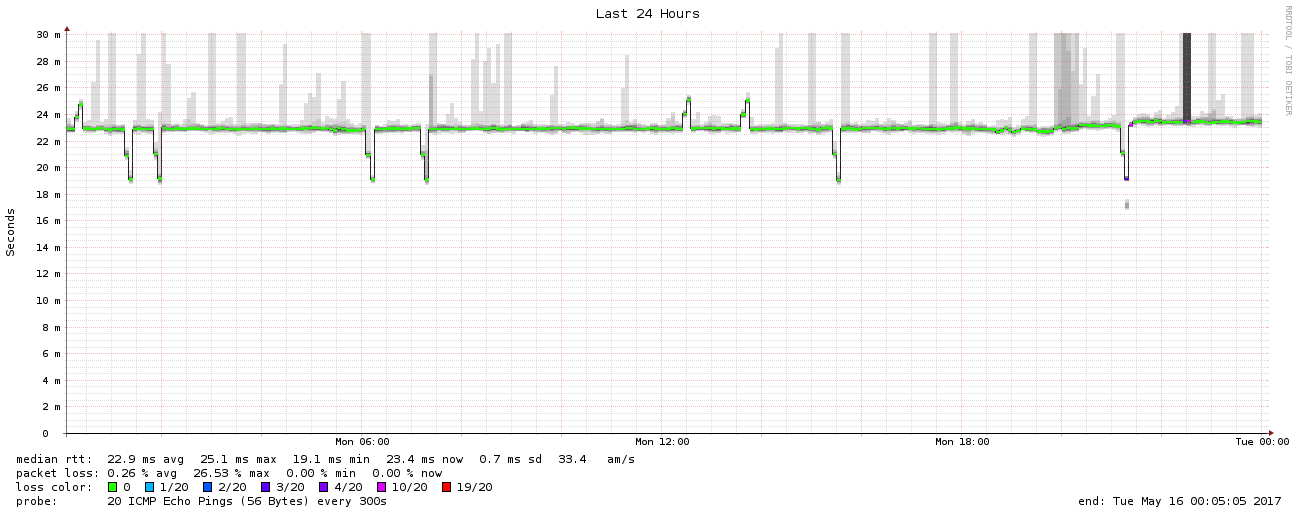 Last 24 Hours
RRDTOOL / TOBI OETIKER
Seconds
30 m
28 m
26 m
24 m
22 m
20 m
18 m
16 m
14 m
12 m
10 m
8 m
6 m
4 m
2 m
0
Mon 06:00 Mon 12:00 Mon 18:00 Tue 00:00
median rtt: 22.9 ms avg 25.1 ms max 19.1 ms min 23.4 ms now 0.7 ms sd 33.4 am/s
packet loss: 0.26 % avg 26.53 % max 0.00 % min 0.00 % now
loss color: 0 1/20 2/20 3/20 4/20 10/20 19/20
probe: 20 ICMP Echo Pings (56 Bytes) every 300s end: Tue May 16 00:05:05 2017